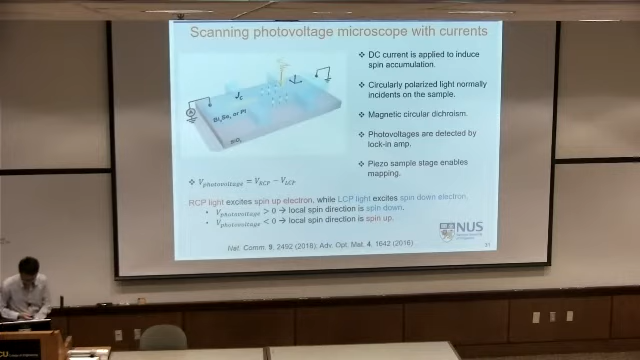 Scanning photovoltage microscope with currents
❖ DC current is applied to induce
spin accumulation.
❖ Circularly polarized light normally
incidents on the sample.
❖ Magnetic circular dichroism.
❖ Photovoltages are detected by
lock-in amp.
❖ Piezo sample stage enables
mapping.
J_C
Bi₂Se₃ or Pt
❖ V_photovoltage = V_RCP − V_LCP
RCP light excites spin up electron, while LCP light excites spin down electron.
• V_photovoltage > 0 → local spin direction is spin down.
• V_photovoltage < 0 → local spin direction is spin up.
NUS
Nat. Comm. 9, 2492 (2018); Adv. Opt. Mat. 4, 1642 (2016)